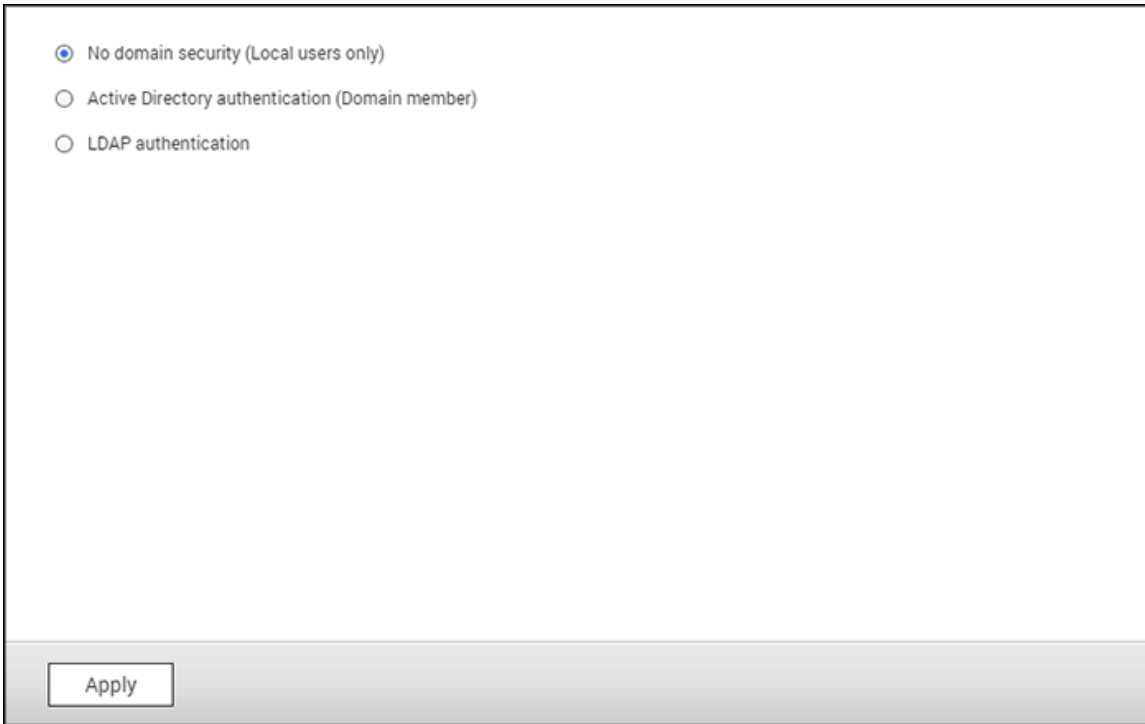 No domain security (Local users only)
Active Directory authentication (Domain member)
LDAP authentication
Apply